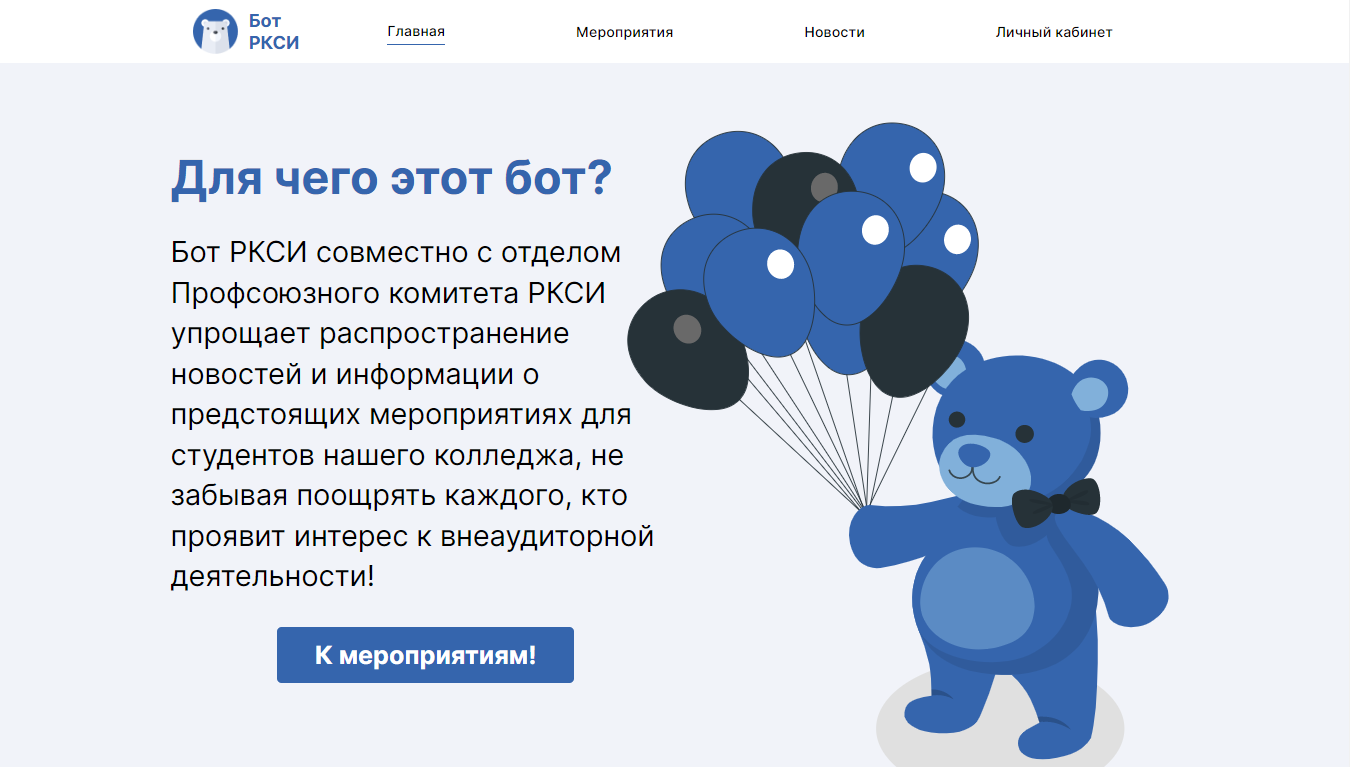 Бот
РКСИ
Главная
Мероприятия
Новости
Личный кабинет
Для чего этот бот?
Бот РКСИ совместно с отделом
Профсоюзного комитета РКСИ
упрощает распространение
новостей и информации о
предстоящих мероприятиях для
студентов нашего колледжа, не
забывая поощрять каждого, кто
проявит интерес к внеаудиторной
деятельности!
К мероприятиям!